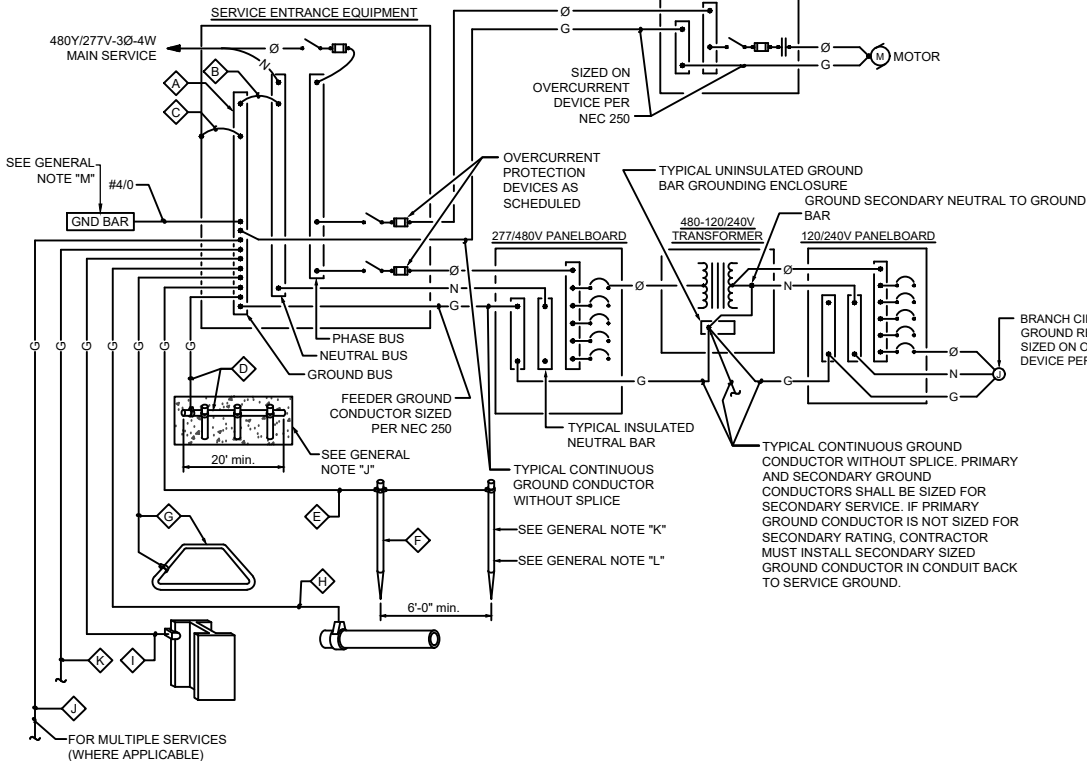 SERVICE ENTRANCE EQUIPMENT
480Y/277V-3Ø-4W
MAIN SERVICE
Ø
N
B
A
C
Ø
G
Ø
G
M
MOTOR
SIZED ON
OVERCURRENT
DEVICE PER
NEC 250
SEE GENERAL
NOTE "M"
#4/0
GND BAR
OVERCURRENT
PROTECTION
DEVICES AS
SCHEDULED
TYPICAL UNINSULATED GROUND
BAR GROUNDING ENCLOSURE
GROUND SECONDARY NEUTRAL TO GROUND
BAR
277/480V PANELBOARD
480-120/240V
TRANSFORMER
120/240V PANELBOARD
Ø
N
G
Ø
Ø
N
G
G
Ø
N
G
J
BRANCH CI
GROUND R
SIZED ON O
DEVICE PER
PHASE BUS
NEUTRAL BUS
GROUND BUS
FEEDER GROUND
CONDUCTOR SIZED
PER NEC 250
TYPICAL INSULATED
NEUTRAL BAR
TYPICAL CONTINUOUS
GROUND CONDUCTOR
WITHOUT SPLICE
TYPICAL CONTINUOUS GROUND
CONDUCTOR WITHOUT SPLICE. PRIMARY
AND SECONDARY GROUND
CONDUCTORS SHALL BE SIZED FOR
SECONDARY SERVICE. IF PRIMARY
GROUND CONDUCTOR IS NOT SIZED FOR
SECONDARY RATING, CONTRACTOR
MUST INSTALL SECONDARY SIZED
GROUND CONDUCTOR IN CONDUIT BACK
TO SERVICE GROUND.
G
G
G
G
G
G
G
D
20' min.
SEE GENERAL
NOTE "J"
E
F
SEE GENERAL NOTE "K"
SEE GENERAL NOTE "L"
6'-0" min.
G
H
K
I
J
FOR MULTIPLE SERVICES
(WHERE APPLICABLE)